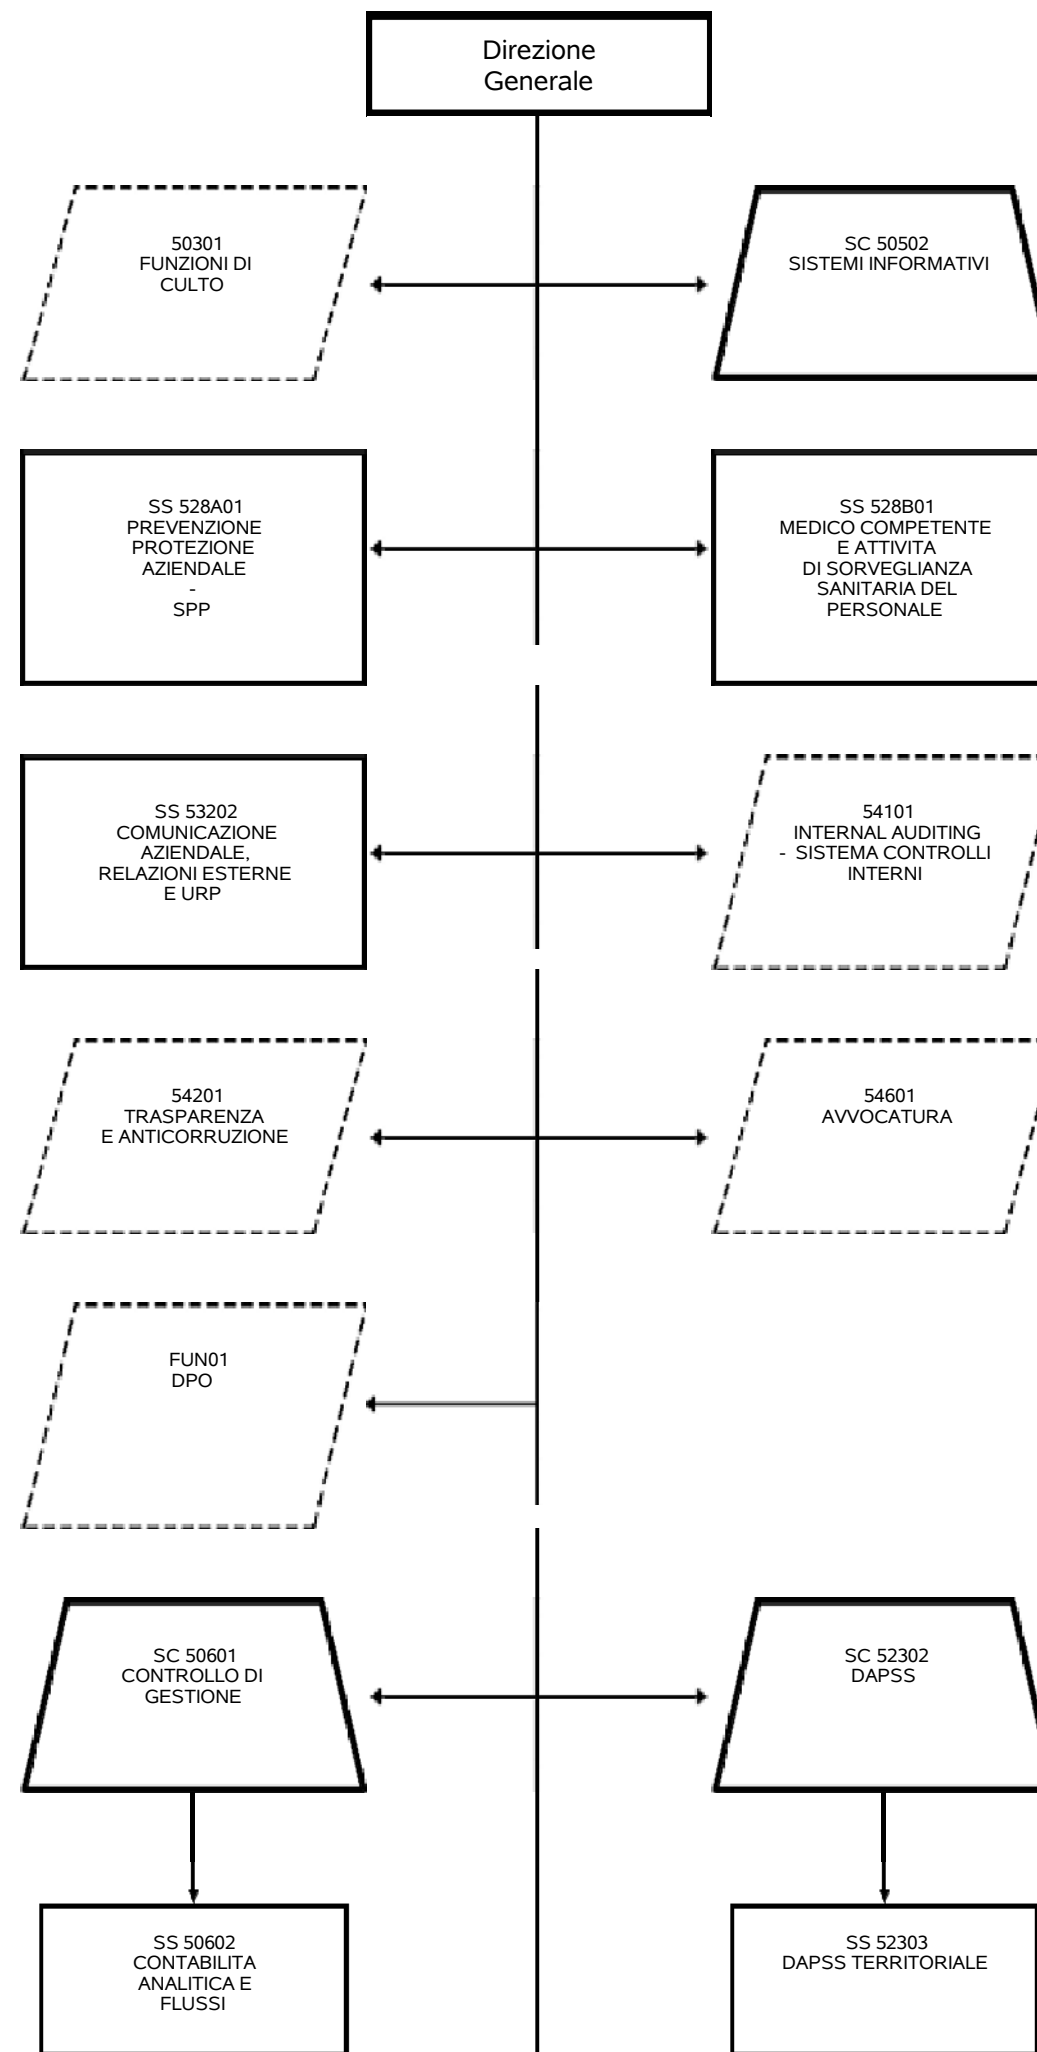 Direzione
Generale
50301
FUNZIONI DI
CULTO
SC 50502
SISTEMI INFORMATIVI
SS 528A01
PREVENZIONE
PROTEZIONE
AZIENDALE
-
SPP
SS 528B01
MEDICO COMPETENTE
E ATTIVITA
DI SORVEGLIANZA
SANITARIA DEL
PERSONALE
SS 53202
COMUNICAZIONE
AZIENDALE,
RELAZIONI ESTERNE
E URP
54101
INTERNAL AUDITING
- SISTEMA CONTROLLI
INTERNI
54201
TRASPARENZA
E ANTICORRUZIONE
54601
AVVOCATURA
FUN01
DPO
SC 50601
CONTROLLO DI
GESTIONE
SC 52302
DAPSS
SS 50602
CONTABILITA
ANALITICA E
FLUSSI
SS 52303
DAPSS TERRITORIALE